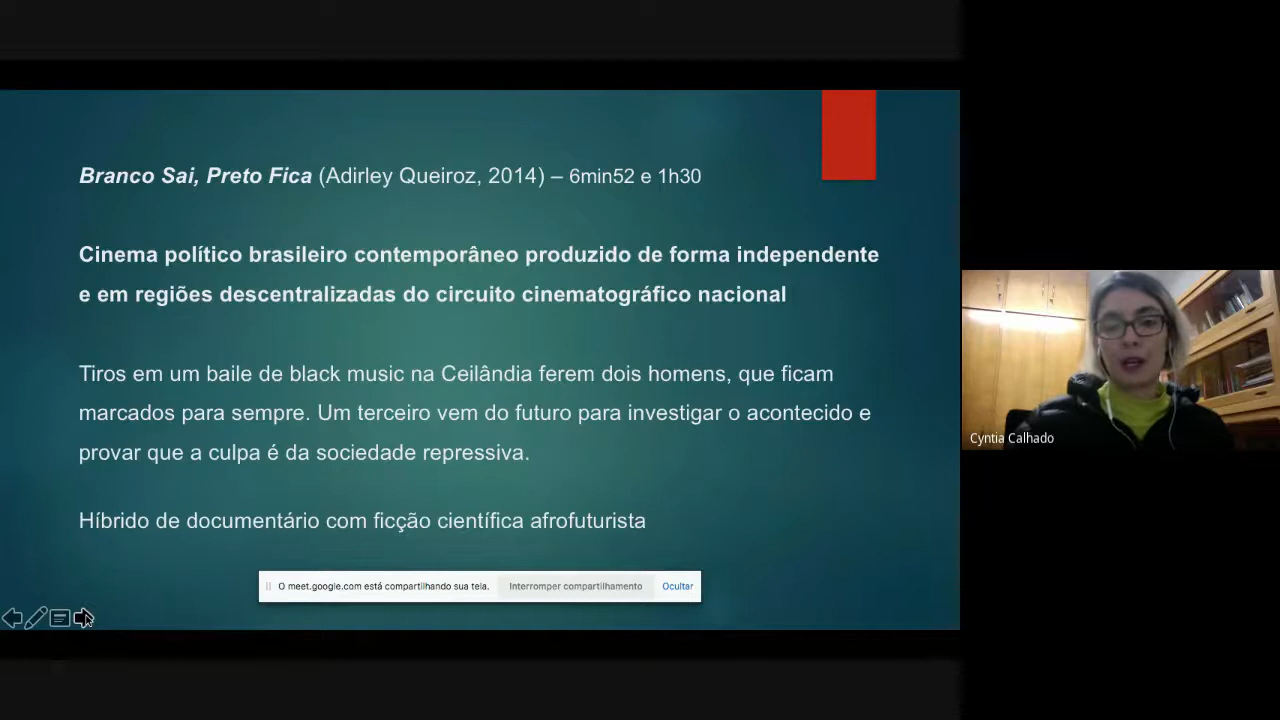 Branco Sai, Preto Fica (Adirley Queiroz, 2014) – 6min52 e 1h30
Cinema político brasileiro contemporâneo produzido de forma independente
e em regiões descentralizadas do circuito cinematográfico nacional
Tiros em um baile de black music na Ceilândia ferem dois homens, que ficam
marcados para sempre. Um terceiro vem do futuro para investigar o acontecido e
provar que a culpa é da sociedade repressiva.
Híbrido de documentário com ficção científica afrofuturista
O meet.google.com está compartilhando sua tela. Interromper compartilhamento Ocultar
Cyntia Calhado